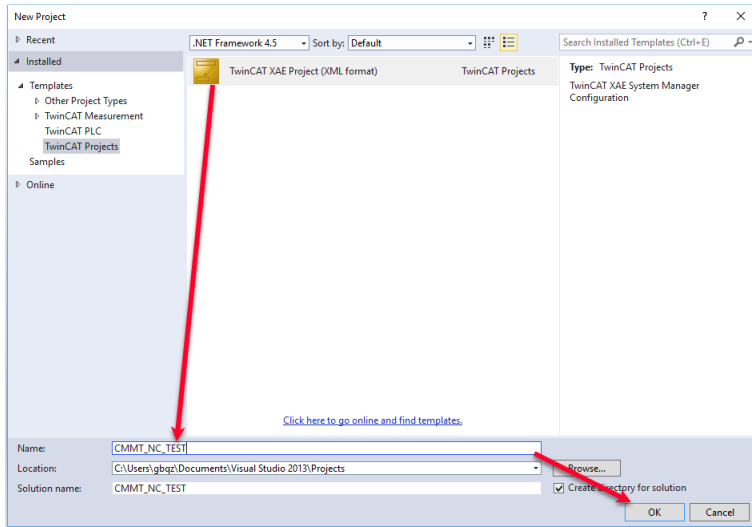 New Project ? ×
Recent
.NET Framework 4.5 Sort by: Default
Search Installed Templates (Ctrl+E)
Installed
TwinCAT XAE Project (XML format) TwinCAT Projects
Type: TwinCAT Projects
TwinCAT XAE System Manager
Configuration
Templates
Other Project Types
TwinCAT Measurement
TwinCAT PLC
TwinCAT Projects
Samples
Online
Click here to go online and find templates.
Name: CMMT_NC_TEST
Location: C:\Users\gbqz\Documents\Visual Studio 2013\Projects
Browse...
Solution name: CMMT_NC_TEST
Create directory for solution
OK Cancel